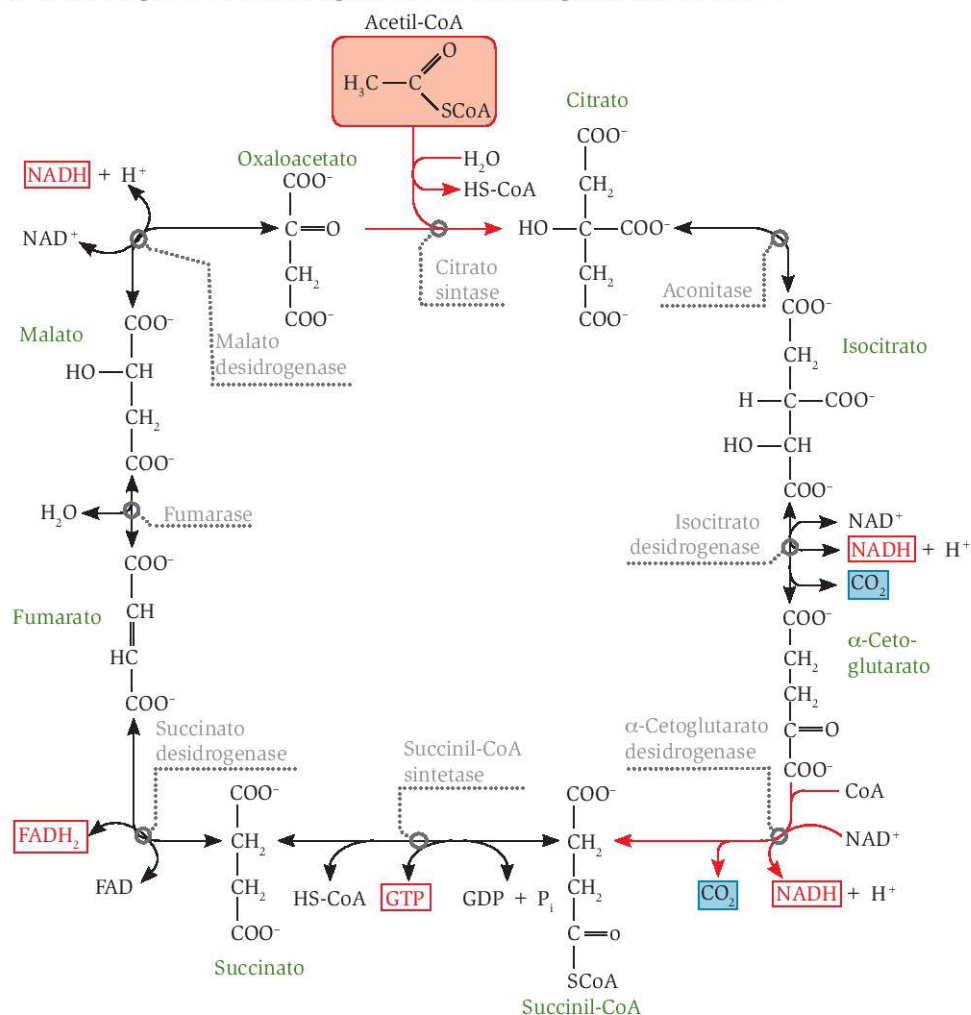 Acetil-CoA
O
H₃C—C
SCoA
Citrato
COO⁻
CH₂
HO—C—COO⁻
CH₂
COO⁻
H₂O
HS-CoA
Oxaloacetato
COO⁻
C=O
CH₂
COO⁻
NADH + H⁺
NAD⁺
Citrato
sintase
Aconitase
Malato
desidrogenase
Isocitrato
COO⁻
CH₂
H—C—COO⁻
HO—CH
COO⁻
Malato
COO⁻
HO—CH
CH₂
COO⁻
H₂O
Fumarase
Isocitrato
desidrogenase
NAD⁺
NADH + H⁺
CO₂
Fumarato
COO⁻
CH
HC
COO⁻
α-Ceto-
glutarato
COO⁻
CH₂
CH₂
C=O
COO⁻
Succinato
desidrogenase
Succinil-CoA
sintetase
α-Cetoglutarato
desidrogenase
CoA
NAD⁺
NADH + H⁺
CO₂
FADH₂
FAD
COO⁻
CH₂
CH₂
COO⁻
Succinato
HS-CoA
GTP
GDP + Pᵢ
COO⁻
CH₂
CH₂
C=o
SCoA
Succinil-CoA